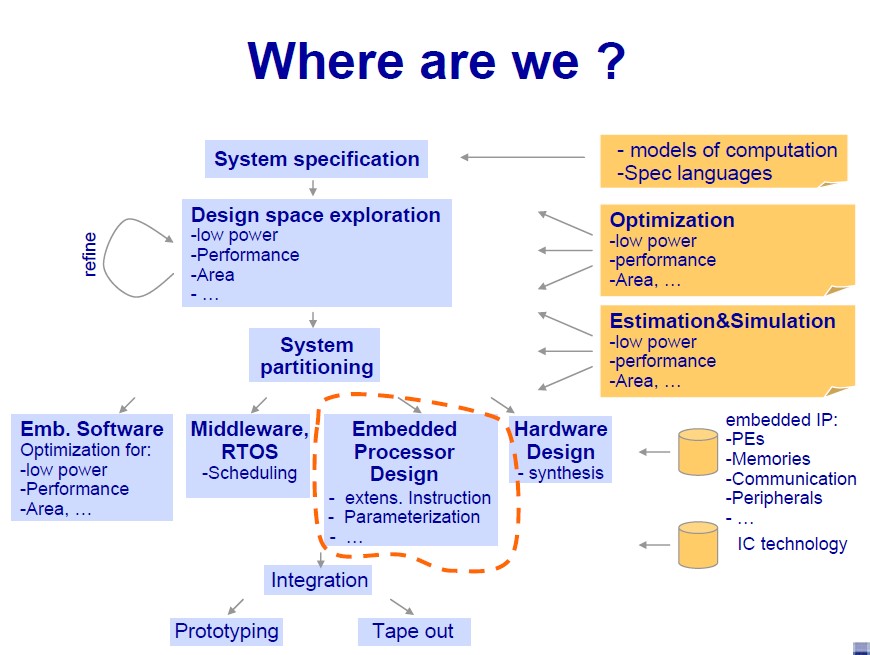 Where are we ?
System specification
- models of computation
-Spec languages
refine
Design space exploration
-low power
-Performance
-Area
- …
Optimization
-low power
-performance
-Area, …
System
partitioning
Estimation&Simulation
-low power
-performance
-Area, …
Emb. Software
Optimization for:
-low power
-Performance
-Area, …
Middleware,
RTOS
-Scheduling
Embedded
Processor
Design
- extens. Instruction
- Parameterization
- …
Hardware
Design
- synthesis
embedded IP:
-PEs
-Memories
-Communication
-Peripherals
- …
IC technology
Integration
Prototyping
Tape out